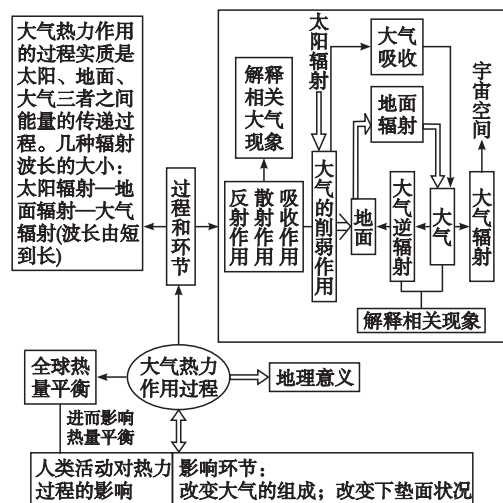 大气热力作用
的过程实质是
太阳、地面、
大气三者之间
能量的传递过
程。几种辐射
波长的大小：
太阳辐射—地
面辐射—大气
辐射(波长由短
到长)
过程和环节
解释
相关
大气
现象
反射作用
散射作用
吸收作用
太阳辐射
大气的削弱作用
大气
吸收
地面
辐射
地面
大气逆辐射
大气
宇宙空间
大气辐射
解释相关现象
全球热
量平衡
大气热力
作用过程
地理意义
进而影响
热量平衡
人类活动对热力
过程的影响
影响环节：
改变大气的组成；改变下垫面状况